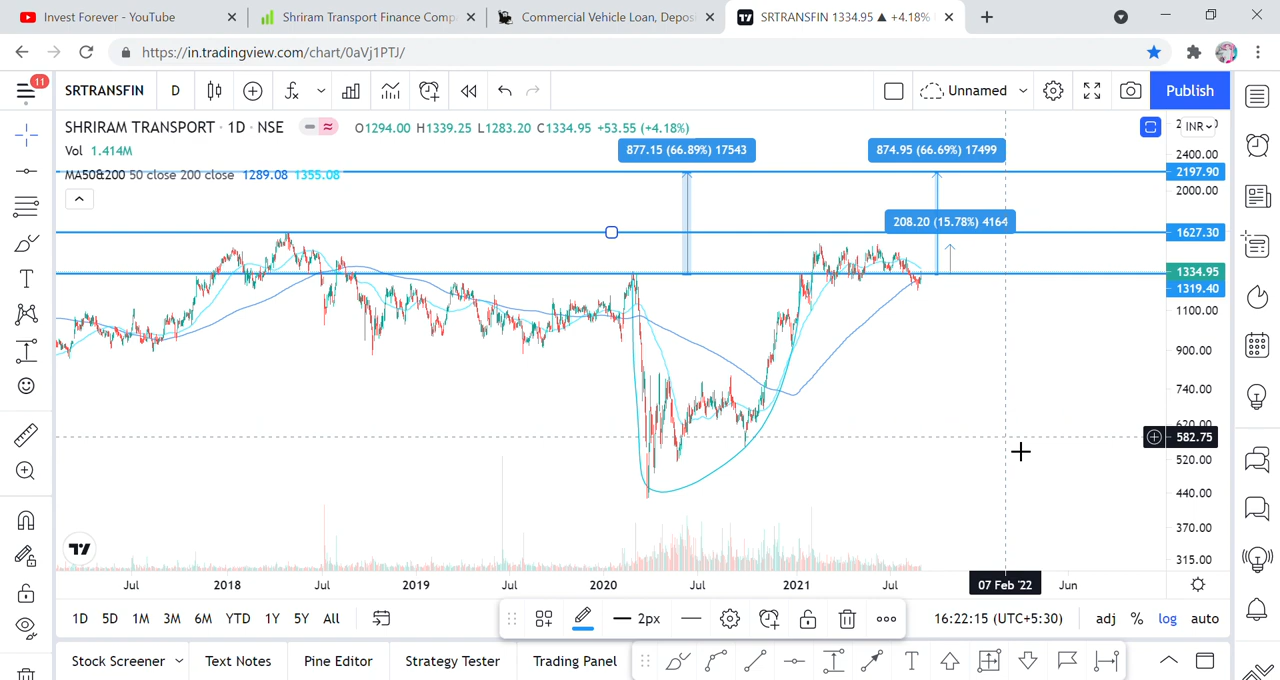 Invest Forever - YouTube
Shriram Transport Finance Comp
Commercial Vehicle Loan, Depos
SRTRANSFIN 1334.95 ▲ +4.18%
https://in.tradingview.com/chart/0aVj1PTJ/
11
SRTRANSFIN
D
Unnamed
Publish
SHRIRAM TRANSPORT · 1D · NSE
O1294.00 H1339.25 L1283.20 C1334.95 +53.55 (+4.18%)
Vol 1.414M
MA50&200 50 close 200 close 1289.08 1355.08
877.15 (66.89%) 17543
874.95 (66.69%) 17499
208.20 (15.78%) 4164
INR
2400.00
2197.90
2000.00
1627.30
1334.95
1319.40
1100.00
900.00
740.00
620.00
582.75
520.00
440.00
370.00
315.00
Jul
2018
Jul
2019
Jul
2020
Jul
2021
Jul
07 Feb '22
Jun
1D 5D 1M 3M 6M YTD 1Y 5Y All
2px
16:22:15 (UTC+5:30)
adj % log auto
Stock Screener
Text Notes
Pine Editor
Strategy Tester
Trading Panel